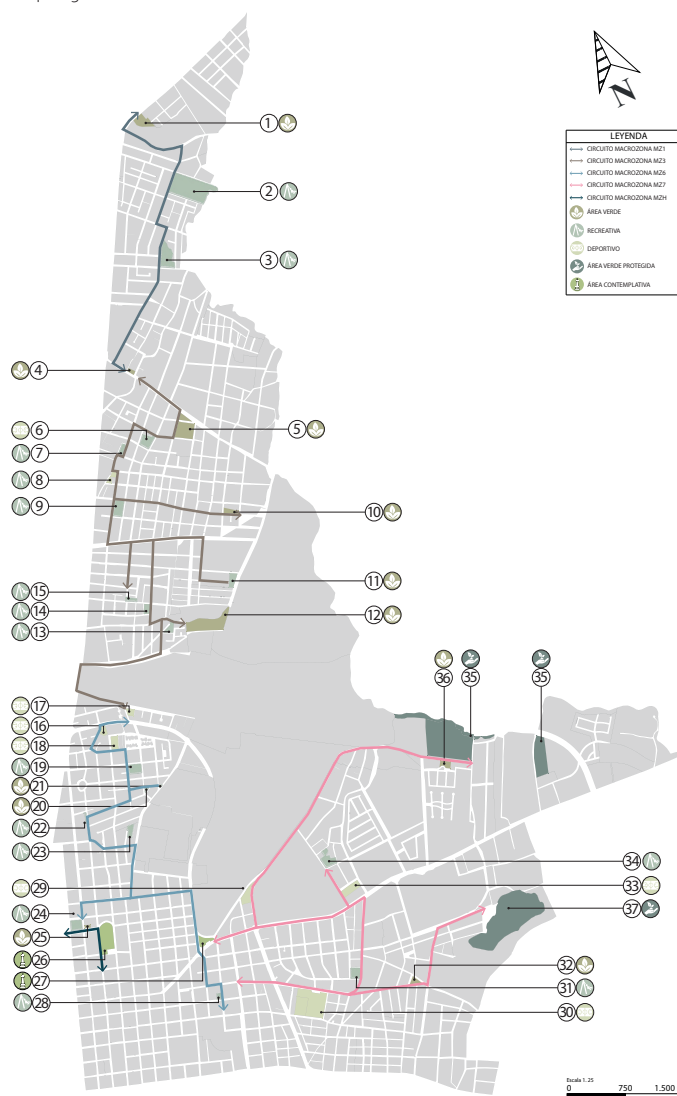 N
LEYENDA
CIRCUITO MACROZONA MZ1
CIRCUITO MACROZONA MZ3
CIRCUITO MACROZONA MZ6
CIRCUITO MACROZONA MZ7
CIRCUITO MACROZONA MZH
ÁREA VERDE
RECREATIVA
DEPORTIVO
ÁREA VERDE PROTEGIDA
ÁREA CONTEMPLATIVA
1
2
3
4
5
6
7
8
9
10
11
12
15
14
13
36
35
35
17
16
18
19
21
20
22
23
34
29
33
24
37
25
26
32
27
31
28
30
Escala 1. 25
0 750 1.500